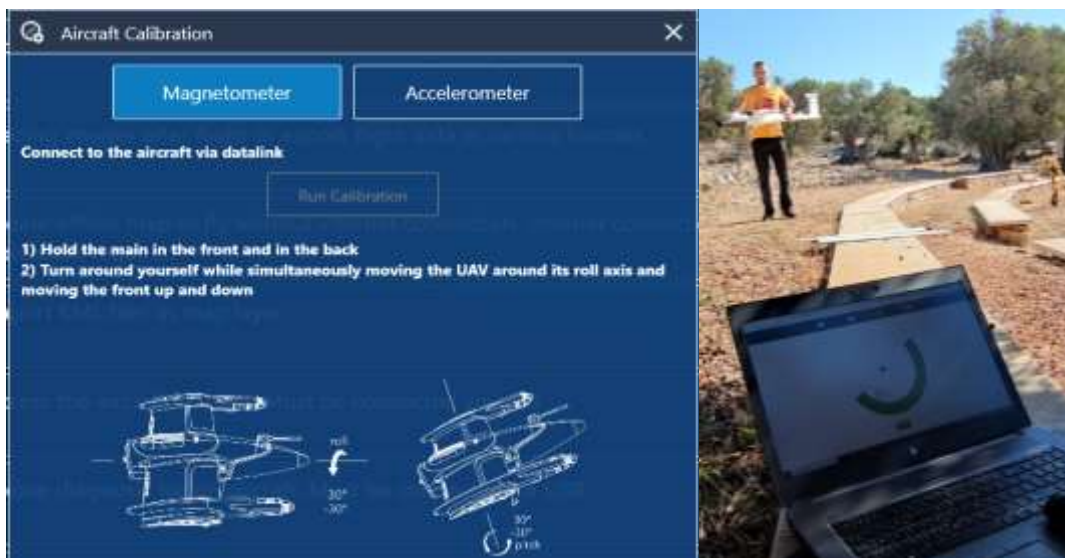 Aircraft Calibration
Magnetometer
Accelerometer
Connect to the aircraft via datalink
Run Calibration
1) Hold the main in the front and in the back
2) Turn around yourself while simultaneously moving the UAV around its roll axis and
moving the front up and down
roll
30°
-30°
30°
-30°
pitch